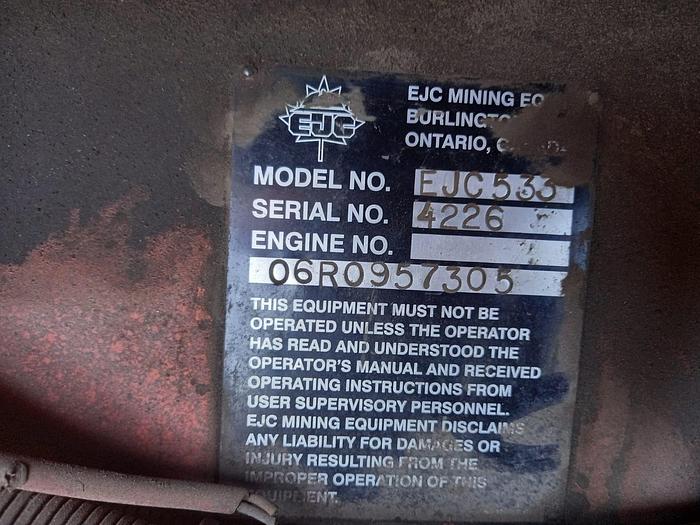 EJC
EJC MINING
BURLINGTON
ONTARIO,
MODEL NO. EJC533
SERIAL NO. 4226
ENGINE NO.
06R0957305
THIS EQUIPMENT MUST NOT BE
OPERATED UNLESS THE OPERATOR
HAS READ AND UNDERSTOOD THE
OPERATOR'S MANUAL AND RECEIVED
OPERATING INSTRUCTIONS FROM
USER SUPERVISORY PERSONNEL.
EJC MINING EQUIPMENT DISCLAIMS
ANY LIABILITY FOR DAMAGES OR
INJURY RESULTING FROM THE
IMPROPER OPERATION OF THIS
EQUIPMENT.